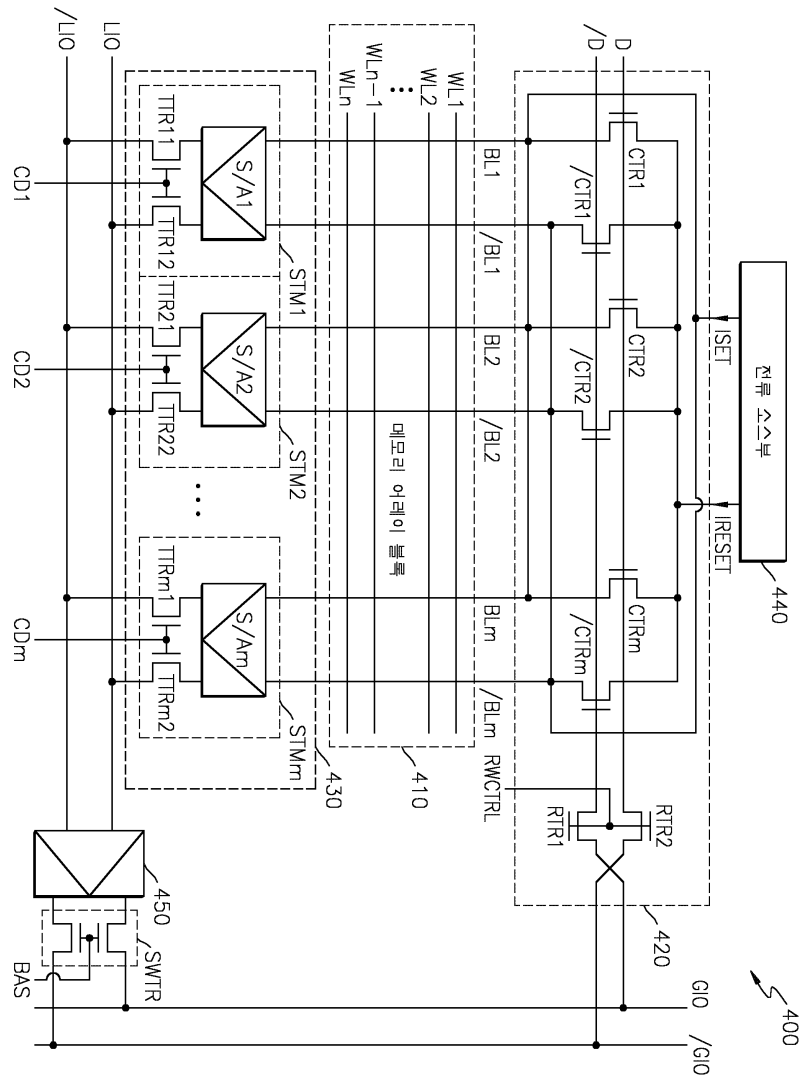 400
전류 소스부
440
ISET
IRESET
420
D
/D
CTR1
/CTR1
CTR2
/CTR2
CTRm
/CTRm
RTR2
RTR1
RWCTRL
GIO
/GIO
BL1
/BL1
BL2
/BL2
BLm
/BLm
WL1
WL2
WLn-1
WLn
메모리 어레이 블록
410
430
S/A1
S/A2
S/Am
STM1
STM2
STMm
TTR11
TTR12
TTR21
TTR22
TTRm1
TTRm2
LIO
/LIO
CD1
CD2
CDm
450
SWTR
BAS